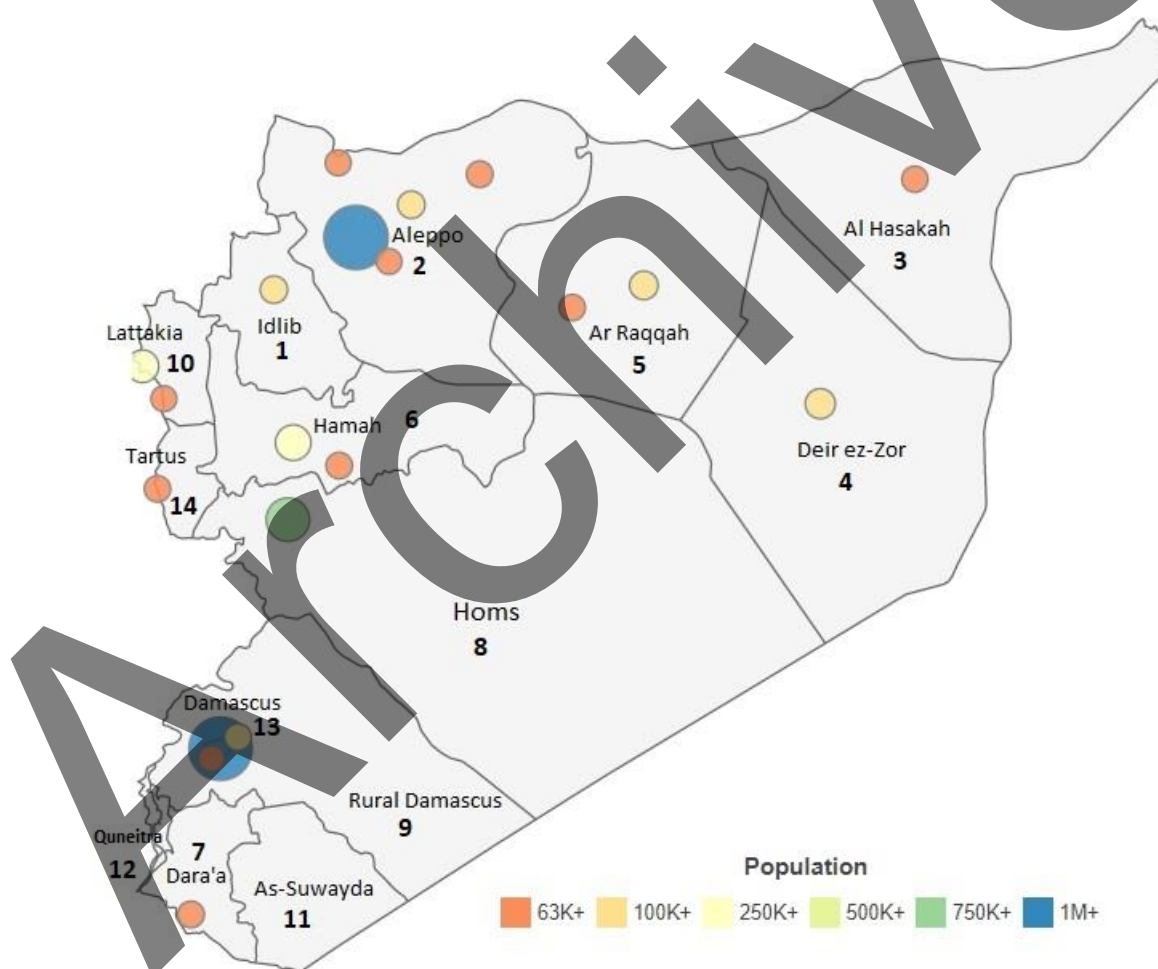 Archive
Aleppo
2
Al Hasakah
3
Lattakia
10
Idlib
1
Ar Raqqah
5
Hamah
6
Deir ez-Zor
4
Tartus
14
Homs
8
Damascus
13
Rural Damascus
9
Quneitra
12
7
Dara'a
As-Suwayda
11
Population
63K+ 100K+ 250K+ 500K+ 750K+ 1M+